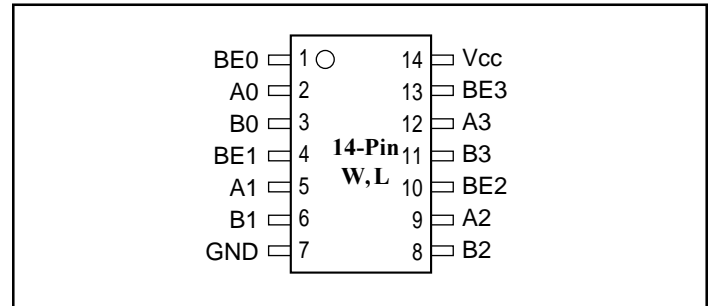 BE0 1 14 Vcc
A0 2 13 BE3
B0 3 12 A3
BE1 4 14-Pin 11 B3
A1 5 W, L 10 BE2
B1 6 9 A2
GND 7 8 B2